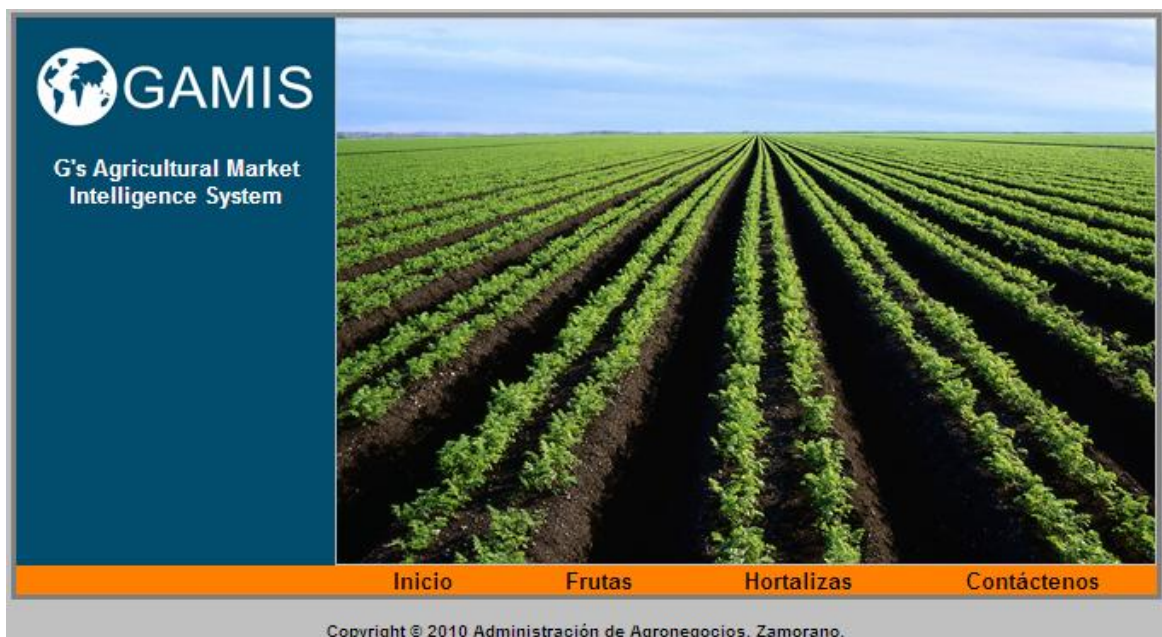 GAMIS
G's Agricultural Market
Intelligence System
Inicio Frutas Hortalizas Contáctenos
Copyright © 2010 Administración de Agronegocios, Zamorano.